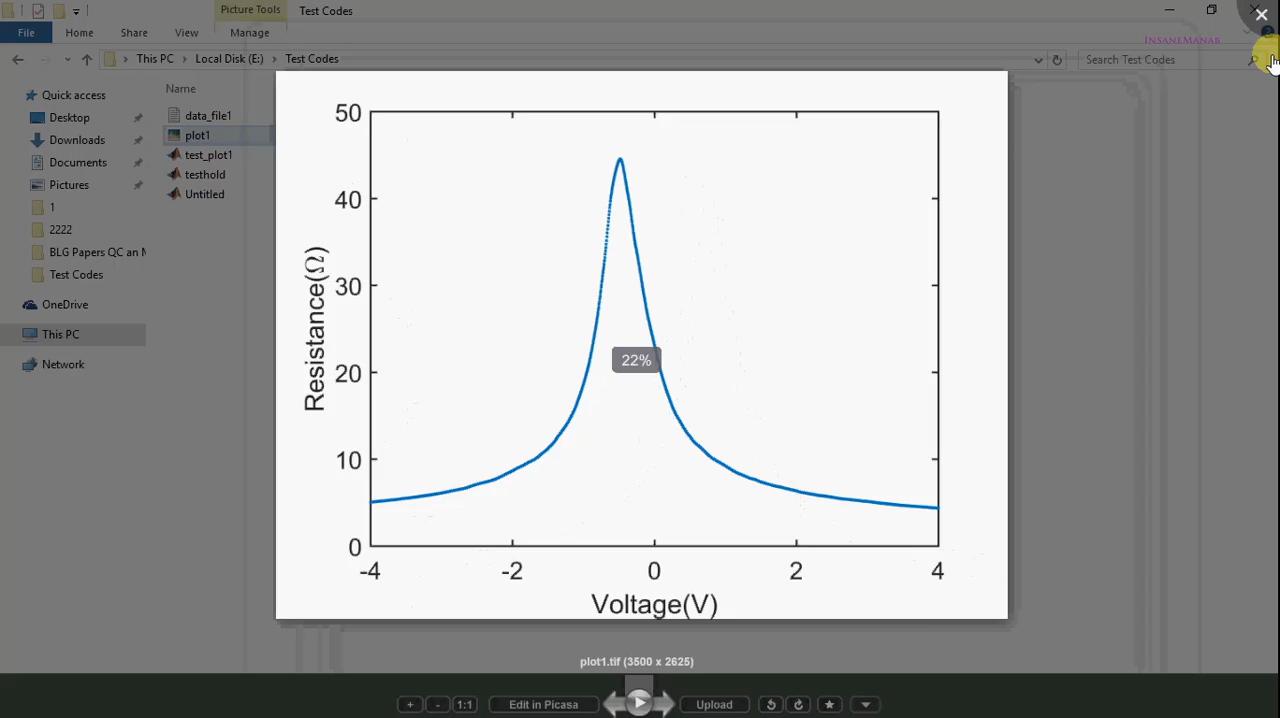 Picture Tools
Test Codes
File
Home
Share
View
Manage
InsaneManab
This PC
Local Disk (E:)
Test Codes
Search Test Codes
Quick access
Desktop
Downloads
Documents
Pictures
1
2222
BLG Papers QC an M
Test Codes
OneDrive
This PC
Network
Name
data_file1
plot1
test_plot1
testhold
Untitled
50
40
30
20
10
0
-4
-2
0
2
4
Resistance(Ω)
Voltage(V)
22%
plot1.tif (3500 x 2625)
+
-
1:1
Edit in Picasa
Upload